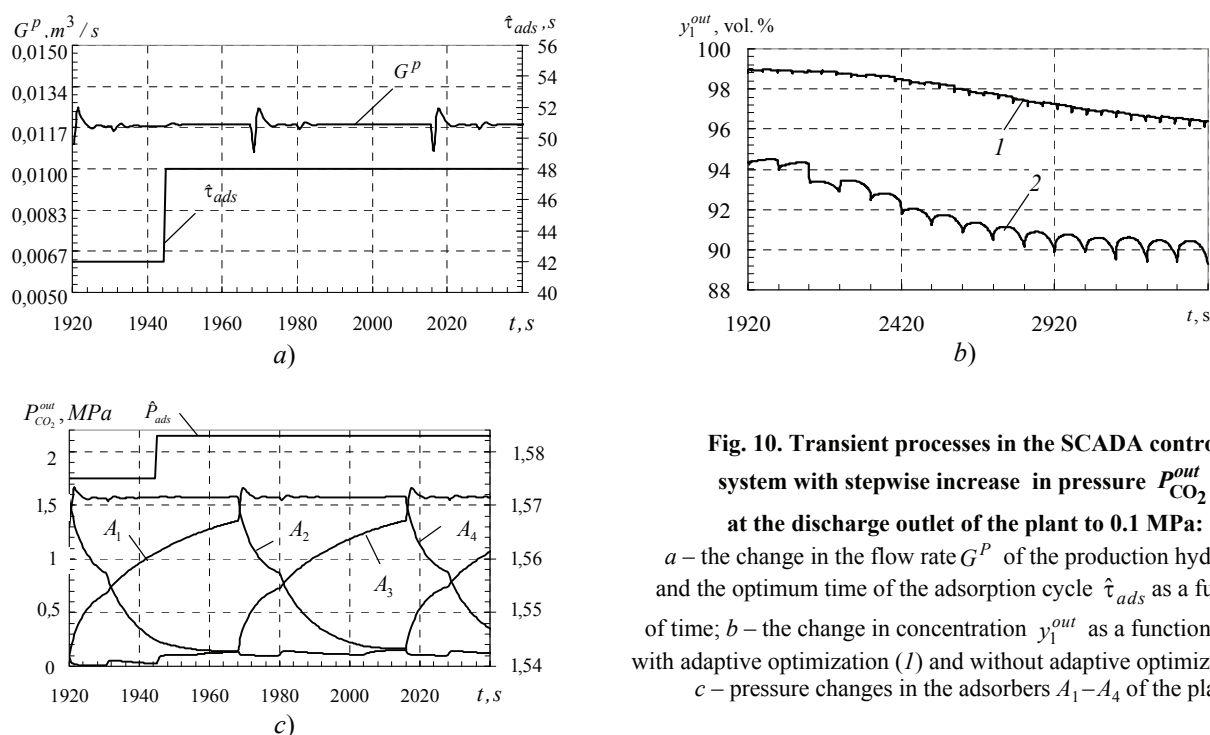 G^P, m³/s
τ̂_ads, s
0,0150
0,0134
0,0117
0,0100
0,0083
0,0067
0,0050
56
54
52
50
48
46
44
42
40
G^P
τ̂_ads
1920 1940 1960 1980 2000 2020 t, s
a)
y_1^out, vol.%
100
98
96
94
92
90
88
1
2
1920 2420 2920 t, s
b)
P_CO₂^out, MPa
P̂_ads
2
1,5
1
0,5
0
1,58
1,57
1,56
1,55
1,54
A₁ A₂ A₄
A₃
1920 1940 1960 1980 2000 2020 t, s
c)
Fig. 10. Transient processes in the SCADA contro
system with stepwise increase in pressure P_CO₂^out
at the discharge outlet of the plant to 0.1 MPa:
a – the change in the flow rate G^P of the production hyd
and the optimum time of the adsorption cycle τ̂_ads as a fu
of time; b – the change in concentration y_1^out as a function
with adaptive optimization (1) and without adaptive optimiz
c – pressure changes in the adsorbers A₁–A₄ of the pla